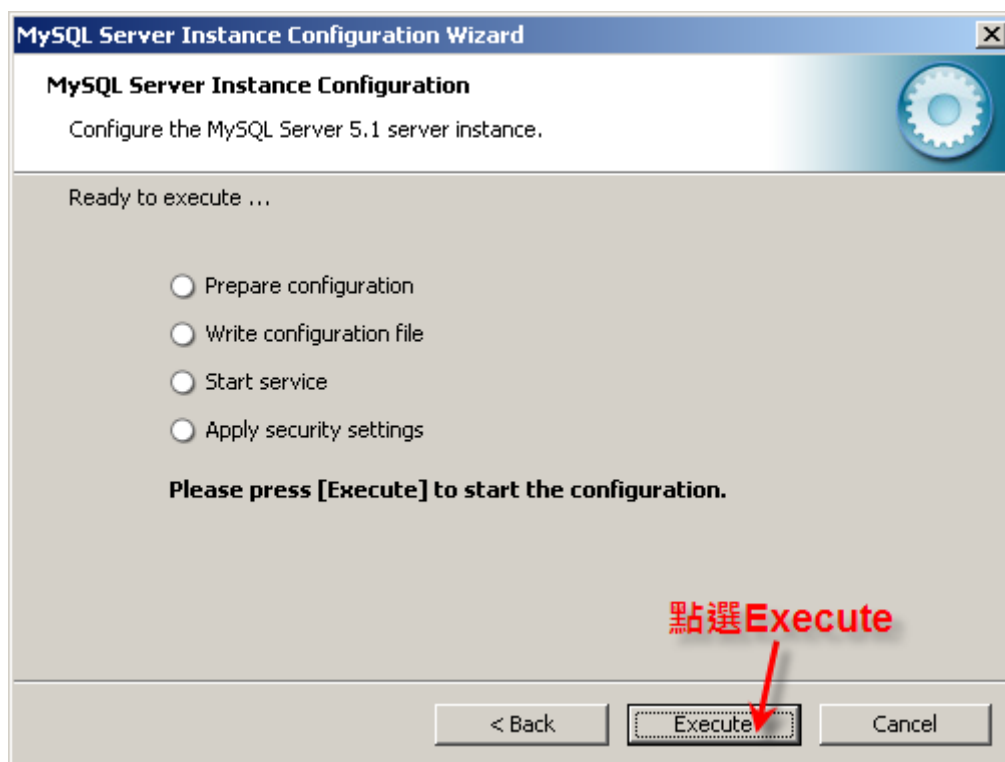 MySQL Server Instance Configuration Wizard
MySQL Server Instance Configuration
Configure the MySQL Server 5.1 server instance.
Ready to execute ...
Prepare configuration
Write configuration file
Start service
Apply security settings
Please press [Execute] to start the configuration.
點選Execute
< Back
Execute
Cancel